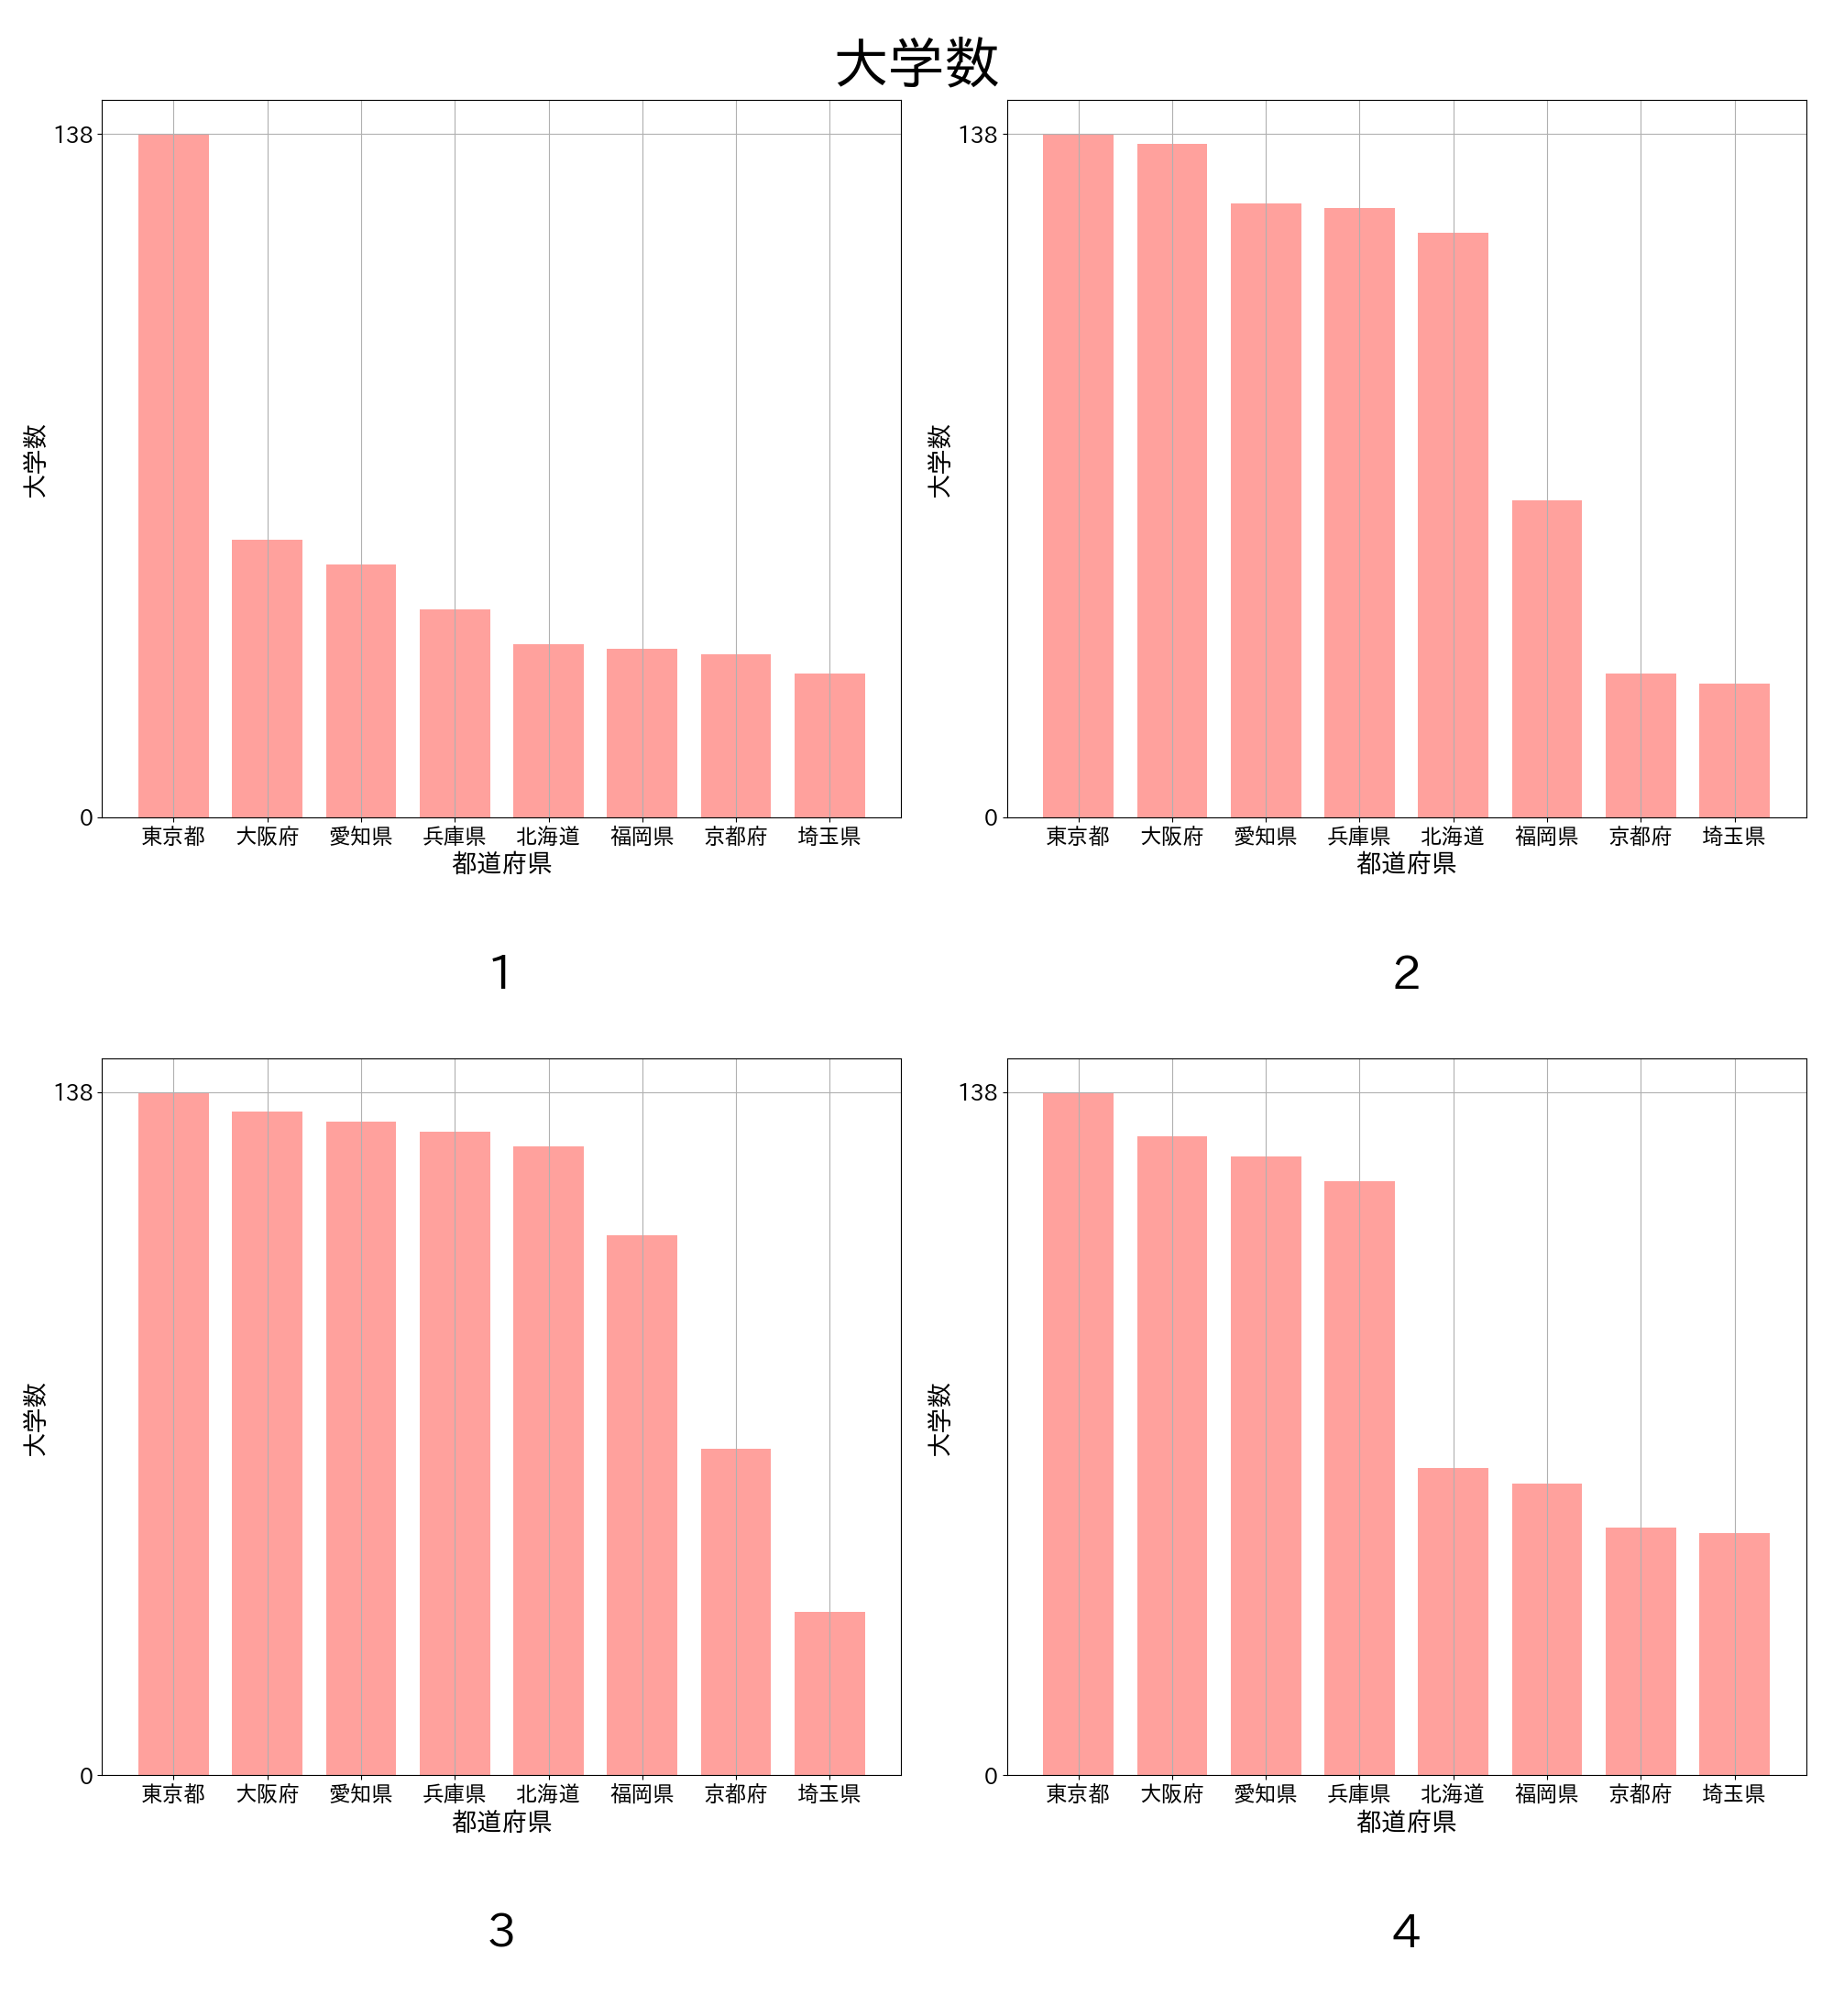 大学数
138
0
大学数
東京都 大阪府 愛知県 兵庫県 北海道 福岡県 京都府 埼玉県
都道府県
1
138
0
大学数
東京都 大阪府 愛知県 兵庫県 北海道 福岡県 京都府 埼玉県
都道府県
2
138
0
大学数
東京都 大阪府 愛知県 兵庫県 北海道 福岡県 京都府 埼玉県
都道府県
3
138
0
大学数
東京都 大阪府 愛知県 兵庫県 北海道 福岡県 京都府 埼玉県
都道府県
4